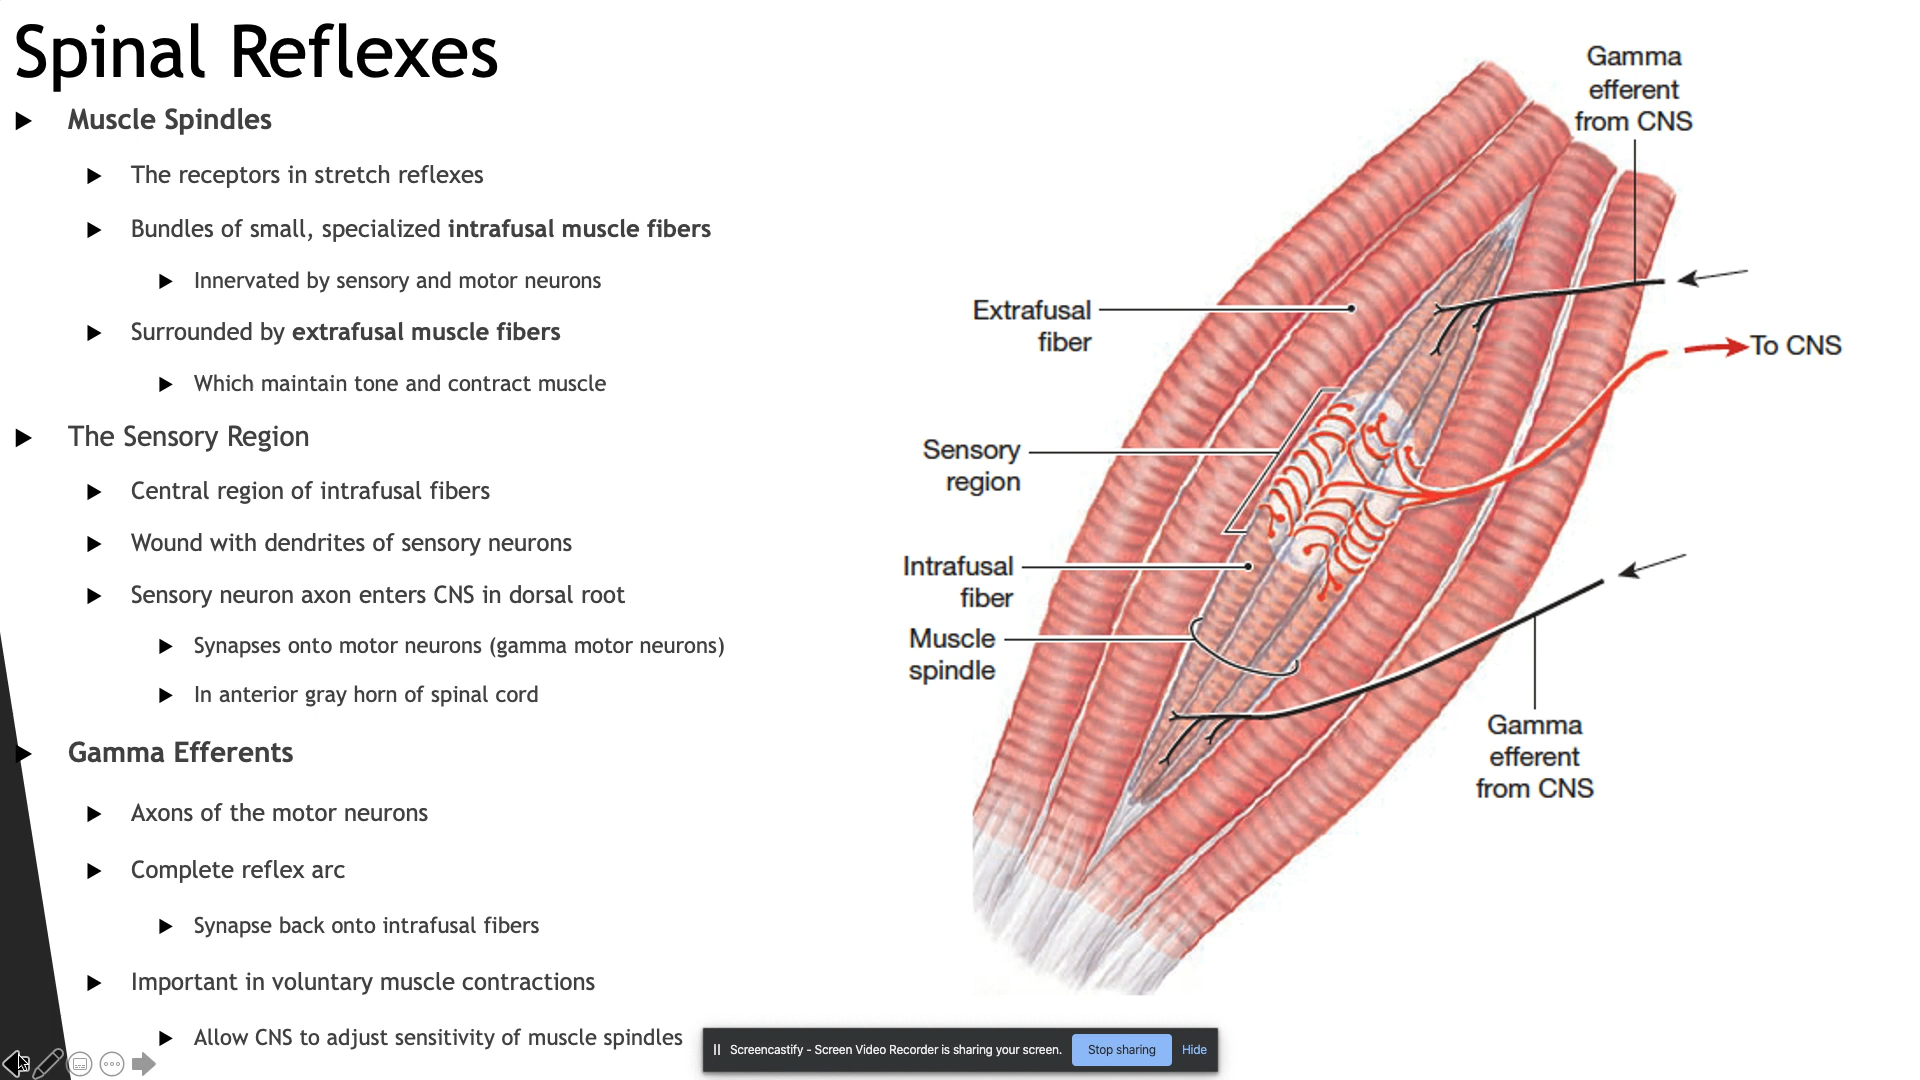 Spinal Reflexes
Muscle Spindles
The receptors in stretch reflexes
Bundles of small, specialized intrafusal muscle fibers
Innervated by sensory and motor neurons
Surrounded by extrafusal muscle fibers
Which maintain tone and contract muscle
The Sensory Region
Central region of intrafusal fibers
Wound with dendrites of sensory neurons
Sensory neuron axon enters CNS in dorsal root
Synapses onto motor neurons (gamma motor neurons)
In anterior gray horn of spinal cord
Gamma Efferents
Axons of the motor neurons
Complete reflex arc
Synapse back onto intrafusal fibers
Important in voluntary muscle contractions
Allow CNS to adjust sensitivity of muscle spindles
Gamma
efferent
from CNS
Extrafusal
fiber
To CNS
Sensory
region
Intrafusal
fiber
Muscle
spindle
Gamma
efferent
from CNS
Screencastify - Screen Video Recorder is sharing your screen.
Stop sharing
Hide